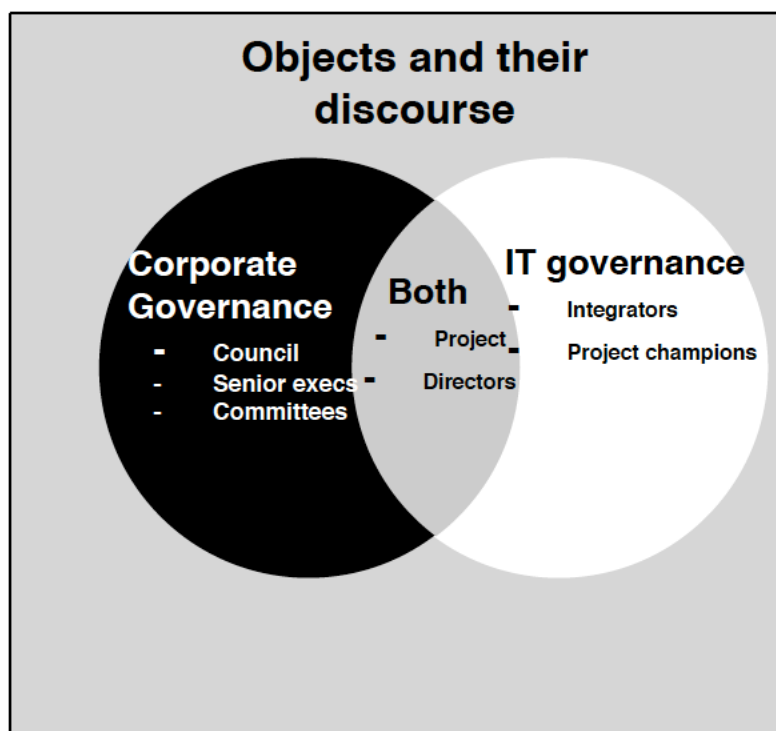 Objects and their
discourse
Corporate
Governance
- Council
- Senior execs
- Committees
Both
- Project
- Directors
IT governance
- Integrators
- Project champions